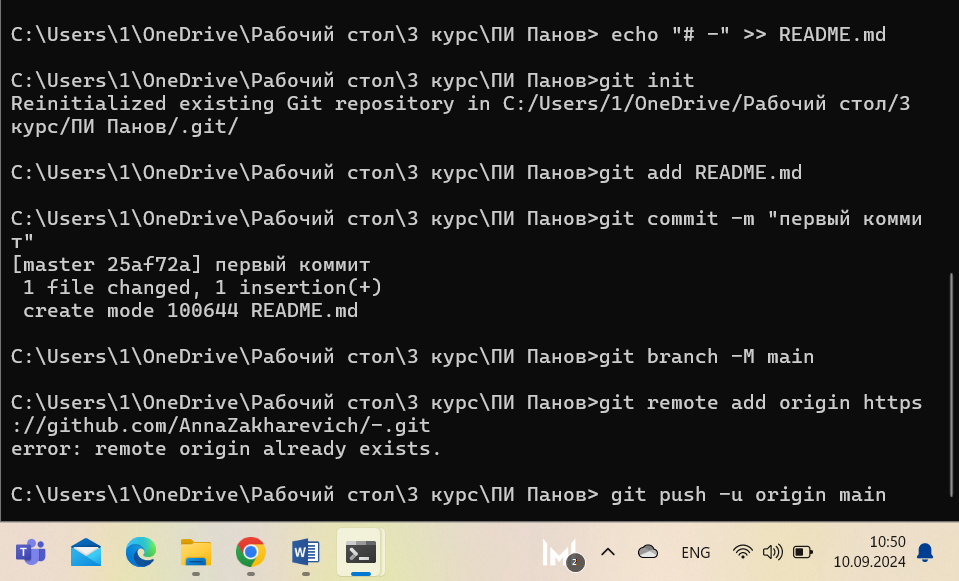 C:\Users\1\OneDrive\Рабочий стол\3 курс\ПИ Панов> echo "# -" >> README.md
C:\Users\1\OneDrive\Рабочий стол\3 курс\ПИ Панов>git init
Reinitialized existing Git repository in C:/Users/1/OneDrive/Рабочий стол/3
курс/ПИ Панов/.git/
C:\Users\1\OneDrive\Рабочий стол\3 курс\ПИ Панов>git add README.md
C:\Users\1\OneDrive\Рабочий стол\3 курс\ПИ Панов>git commit -m "первый комми
т"
[master 25af72a] первый коммит
1 file changed, 1 insertion(+)
create mode 100644 README.md
C:\Users\1\OneDrive\Рабочий стол\3 курс\ПИ Панов>git branch -M main
C:\Users\1\OneDrive\Рабочий стол\3 курс\ПИ Панов>git remote add origin https
://github.com/AnnaZakharevich/-.git
error: remote origin already exists.
C:\Users\1\OneDrive\Рабочий стол\3 курс\ПИ Панов> git push -u origin main
T
W
2
ENG
10:50
10.09.2024